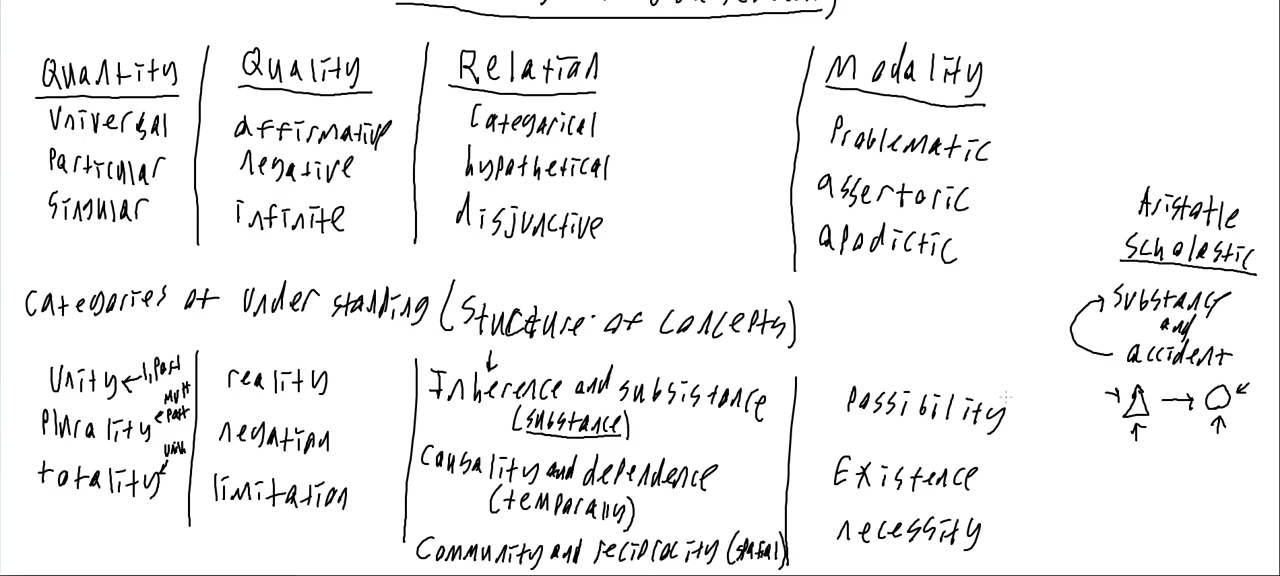 Quantity
Universal
Particular
Singular
Quality
affirmative
negative
infinite
Relation
Categorical
hypothetical
disjunctive
Modality
Problematic
assertoric
apodictic
Aristotle
Scholastic
substance
and
accident
Categories of understanding (structure of concepts)
Unity
Plurality
totality
reality
negation
limitation
Inherence and subsistence
(substance)
Causality and dependence
(temporally)
Community and reciprocity (spatial)
Possibility
Existence
necessity